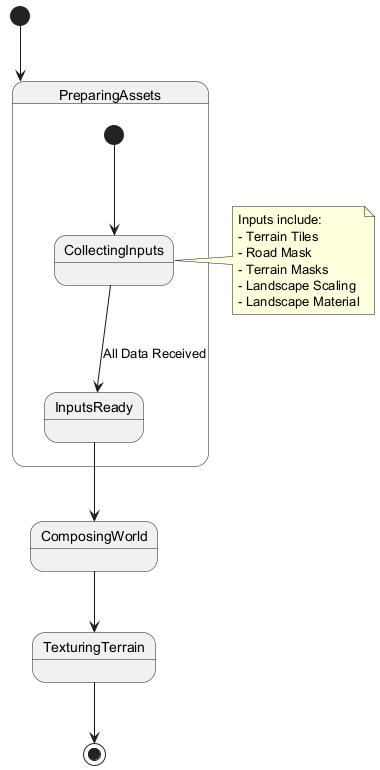 PreparingAssets
CollectingInputs
Inputs include:
- Terrain Tiles
- Road Mask
- Terrain Masks
- Landscape Scaling
- Landscape Material
All Data Received
InputsReady
ComposingWorld
TexturingTerrain